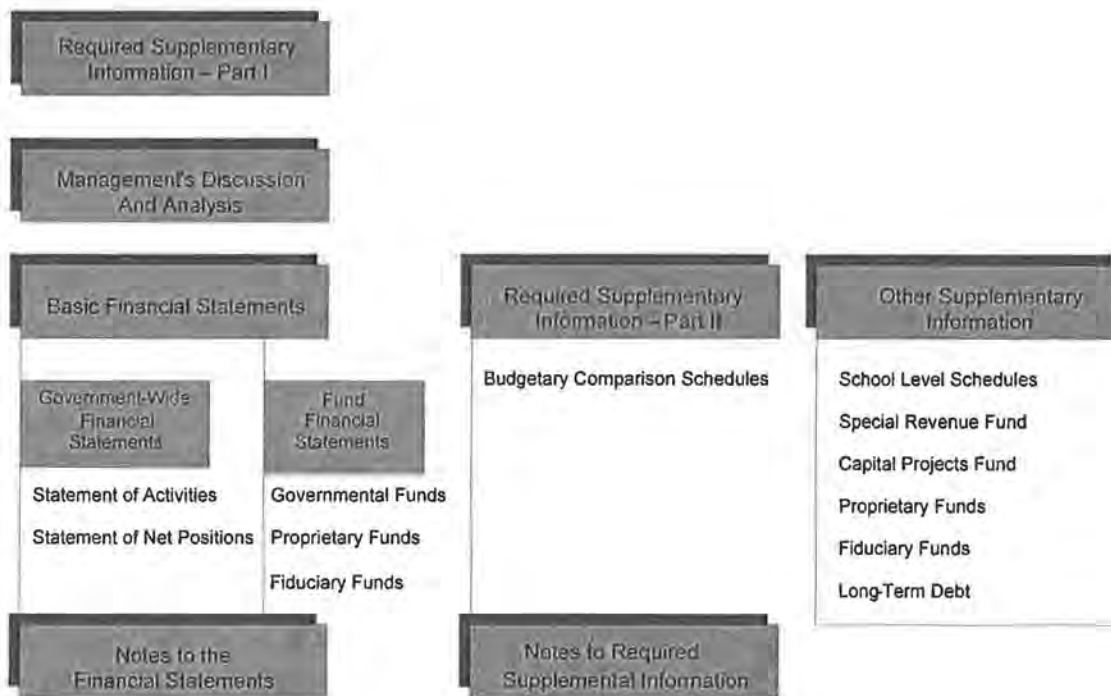 Required Supplementary
Information – Part I
Management's Discussion
And Analysis
Basic Financial Statements
Government-Wide
Financial
Statements
Statement of Activities
Statement of Net Positions
Fund
Financial
Statements
Governmental Funds
Proprietary Funds
Fiduciary Funds
Notes to the
Financial Statements
Required Supplementary
Information – Part II
Budgetary Comparison Schedules
Notes to Required
Supplemental Information
Other Supplementary
Information
School Level Schedules
Special Revenue Fund
Capital Projects Fund
Proprietary Funds
Fiduciary Funds
Long-Term Debt